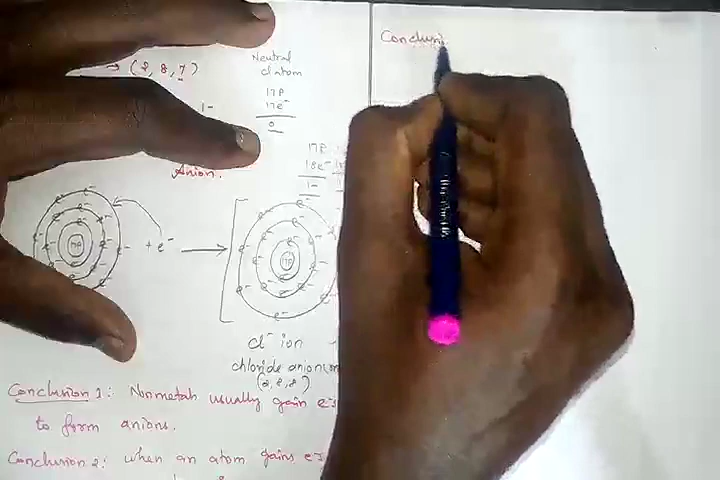 → (2, 8, 7)
1-
Neutral
cl atom
17P
17e⁻
0
17P
18e⁻
1-
Anion.
17P
+ e⁻ →
17P
Cl⁻ ion
chloride anion
(2, 8, 8)
Conclusion 1: Nonmetals usually gain e⁻s
to form anions.
Conclusion 2: when an atom gains e⁻s
Conclusi